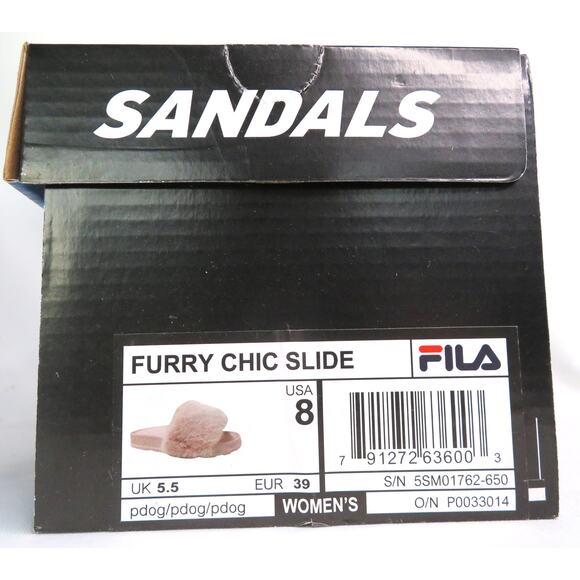 SANDALS
FURRY CHIC SLIDE
FILA
USA
8
7 91272 63600 3
UK 5.5 EUR 39
S/N 5SM01762-650
pdog/pdog/pdog
WOMEN'S
O/N P0033014